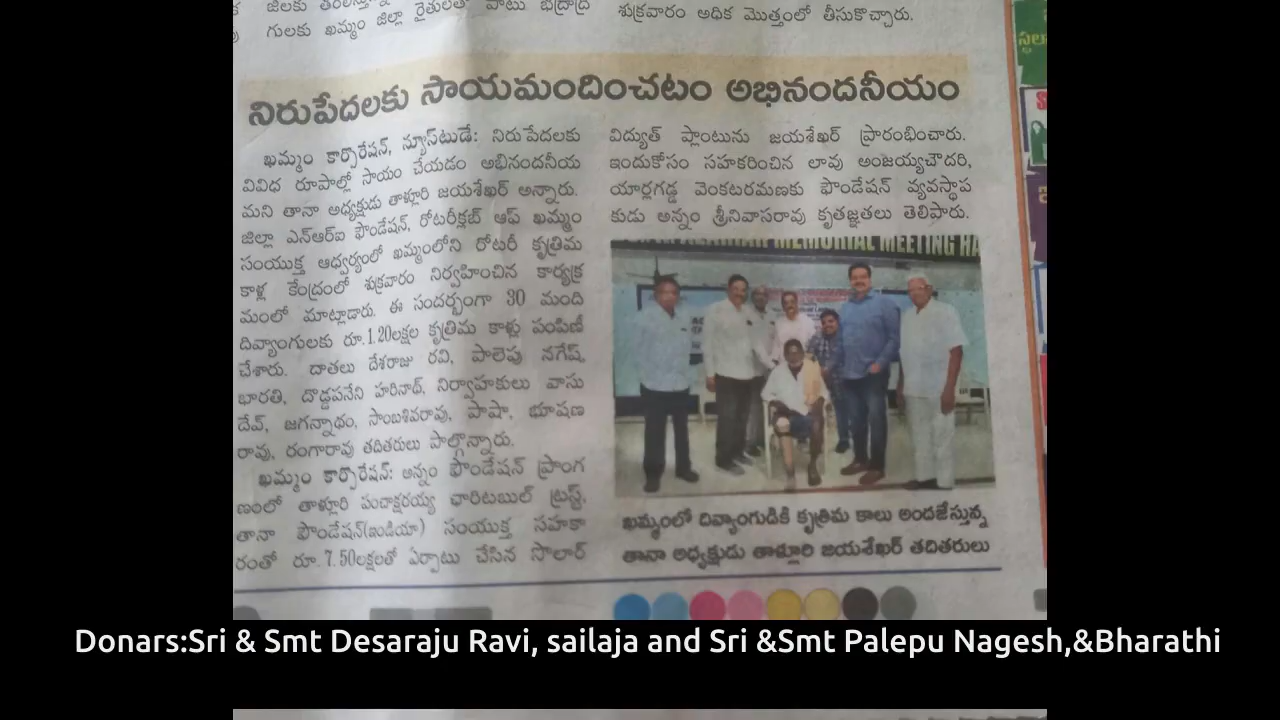 జిలకు
రైతులతో పాటు భద్రాద్రి
గులకు ఖమ్మం జిల్లా
శుక్రవారం అధిక మొత్తంలో తీసుకొచ్చారు.
నిరుపేదలకు సాయమందించటం అభినందనీయం
ఖమ్మం కార్పొరేషన్, న్యూస్‌టుడే: నిరుపేదలకు
వివిధ రూపాల్లో సాయం చేయడం అభినందనీయ
మని తానా అధ్యక్షుడు తాళ్లూరి జయశేఖర్ అన్నారు.
జిల్లా ఎన్ఆర్ఐ ఫౌండేషన్, రోటరీక్లబ్ ఆఫ్ ఖమ్మం
సంయుక్త ఆధ్వర్యంలో ఖమ్మంలోని రోటరీ కృత్రిమ
కాళ్ల కేంద్రంలో శుక్రవారం నిర్వహించిన కార్యక్ర
మంలో మాట్లాడారు. ఈ సందర్భంగా 30 మంది
దివ్యాంగులకు రూ.1.20లక్షల కృత్రిమ కాళ్లు పంపిణీ
చేశారు. దాతలు దేశరాజు రవి, పాలెపు నగేష్,
భారతి, దొడ్డపనేని హరినాథ్, నిర్వాహకులు వాసు
దేవ్, జగన్నాథం, సాంబశివరావు, పాషా, భూషణ
రావు, రంగారావు తదితరులు పాల్గొన్నారు.
ఖమ్మం కార్పొరేషన్: అన్నం ఫౌండేషన్ ప్రాంగ
ణంలో తాళ్లూరి పంచాక్షరయ్య చారిటబుల్ ట్రస్ట్,
తానా ఫౌండేషన్(ఇండియా) సంయుక్త సహకా
రంతో రూ.7.50లక్షలతో ఏర్పాటు చేసిన సోలార్
విద్యుత్ ప్లాంటును జయశేఖర్ ప్రారంభించారు.
ఇందుకోసం సహకరించిన లావు అంజయ్యచౌదరి,
యార్లగడ్డ వెంకటరమణకు ఫౌండేషన్ వ్యవస్థాప
కుడు అన్నం శ్రీనివాసరావు కృతజ్ఞతలు తెలిపారు.
MEMORIAL MEETING HA
ఖమ్మంలో దివ్యాంగుడికి కృత్రిమ కాలు అందజేస్తున్న
తానా అధ్యక్షుడు తాళ్లూరి జయశేఖర్ తదితరులు
Donars:Sri & Smt Desaraju Ravi, sailaja and Sri &Smt Palepu Nagesh,&Bharathi